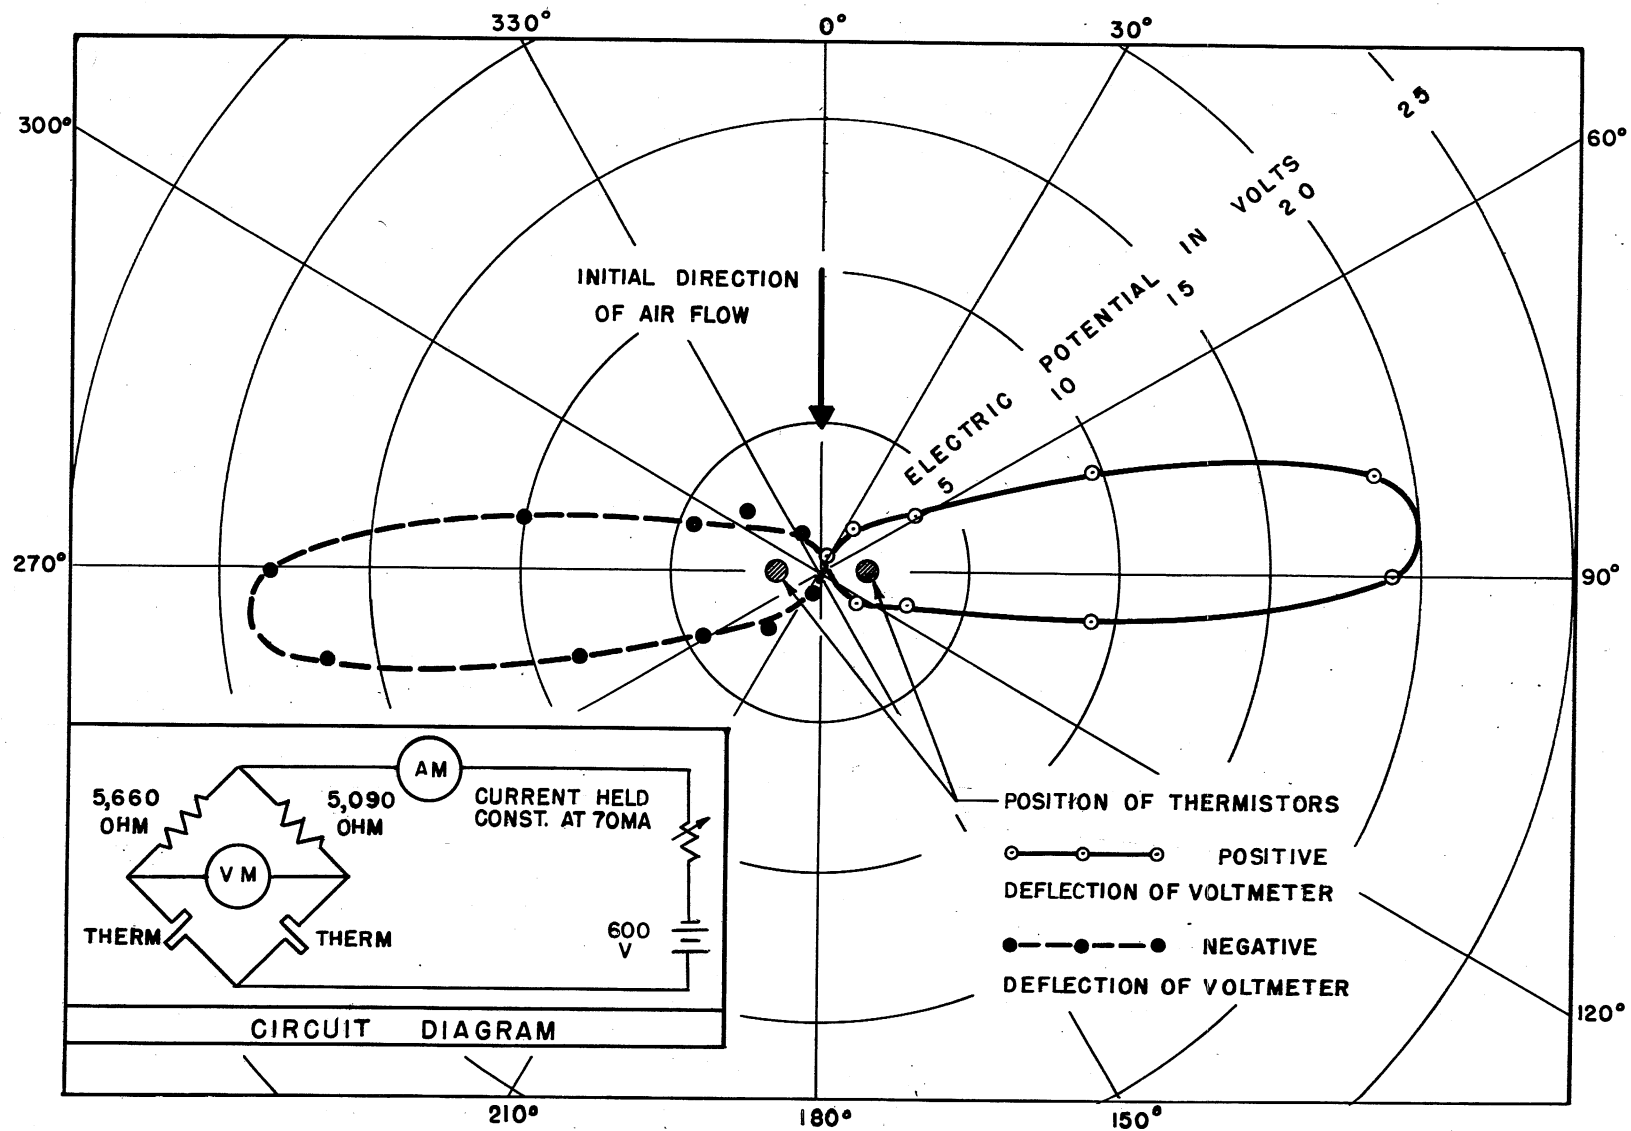 330°
0°
30°
300°
60°
25
ELECTRIC POTENTIAL IN VOLTS
20
15
10
5
INITIAL DIRECTION
OF AIR FLOW
270°
90°
AM
5,660
OHM
5,090
OHM
CURRENT HELD
CONST. AT 70MA
VM
THERM
THERM
600
V
CIRCUIT DIAGRAM
POSITION OF THERMISTORS
POSITIVE
DEFLECTION OF VOLTMETER
NEGATIVE
DEFLECTION OF VOLTMETER
120°
210°
180°
150°